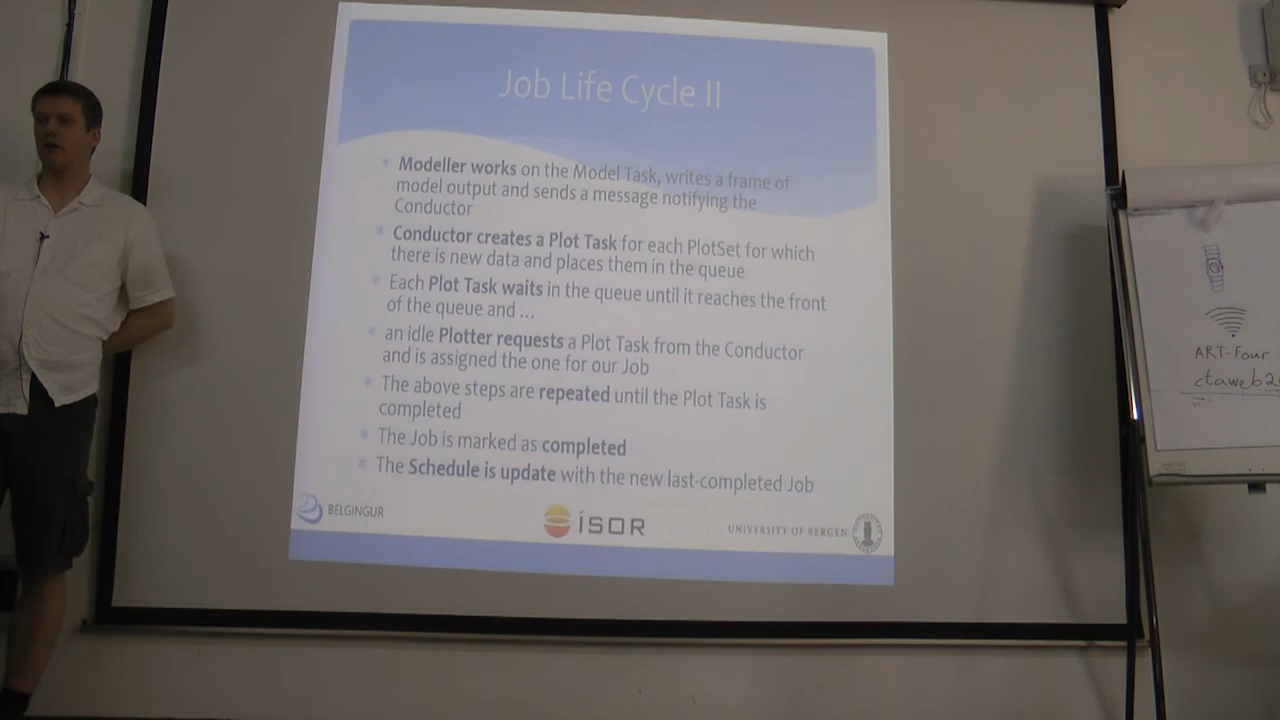 Job Life Cycle II
Modeller works on the Model Task, writes a frame of
model output and sends a message notifying the
Conductor
Conductor creates a Plot Task for each PlotSet for which
there is new data and places them in the queue
Each Plot Task waits in the queue until it reaches the front
of the queue and ...
an idle Plotter requests a Plot Task from the Conductor
and is assigned the one for our Job
The above steps are repeated until the Plot Task is
completed
The Job is marked as completed
The Schedule is update with the new last-completed Job
BELGINGUR
ÍSOR
UNIVERSITY OF BERGEN
ART-Four